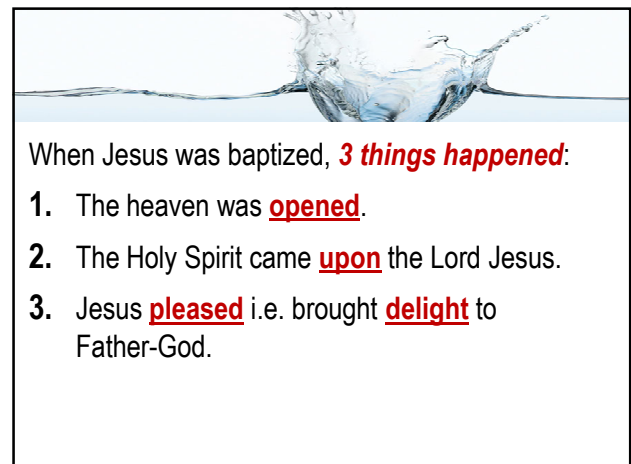 When Jesus was baptized, 3 things happened:
1. The heaven was opened.
2. The Holy Spirit came upon the Lord Jesus.
3. Jesus pleased i.e. brought delight to
Father-God.